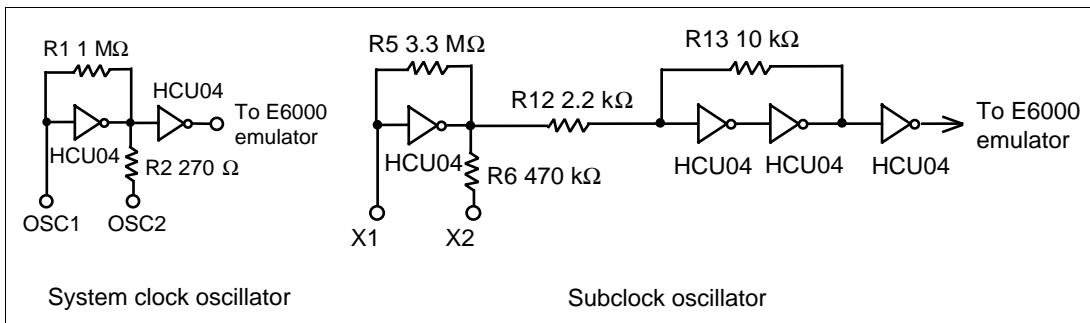 R1 1 MΩ
HCU04
HCU04
To E6000
emulator
R2 270 Ω
OSC1
OSC2
System clock oscillator
R5 3.3 MΩ
HCU04
R6 470 kΩ
X1
X2
R12 2.2 kΩ
R13 10 kΩ
HCU04
HCU04
HCU04
To E6000
emulator
Subclock oscillator